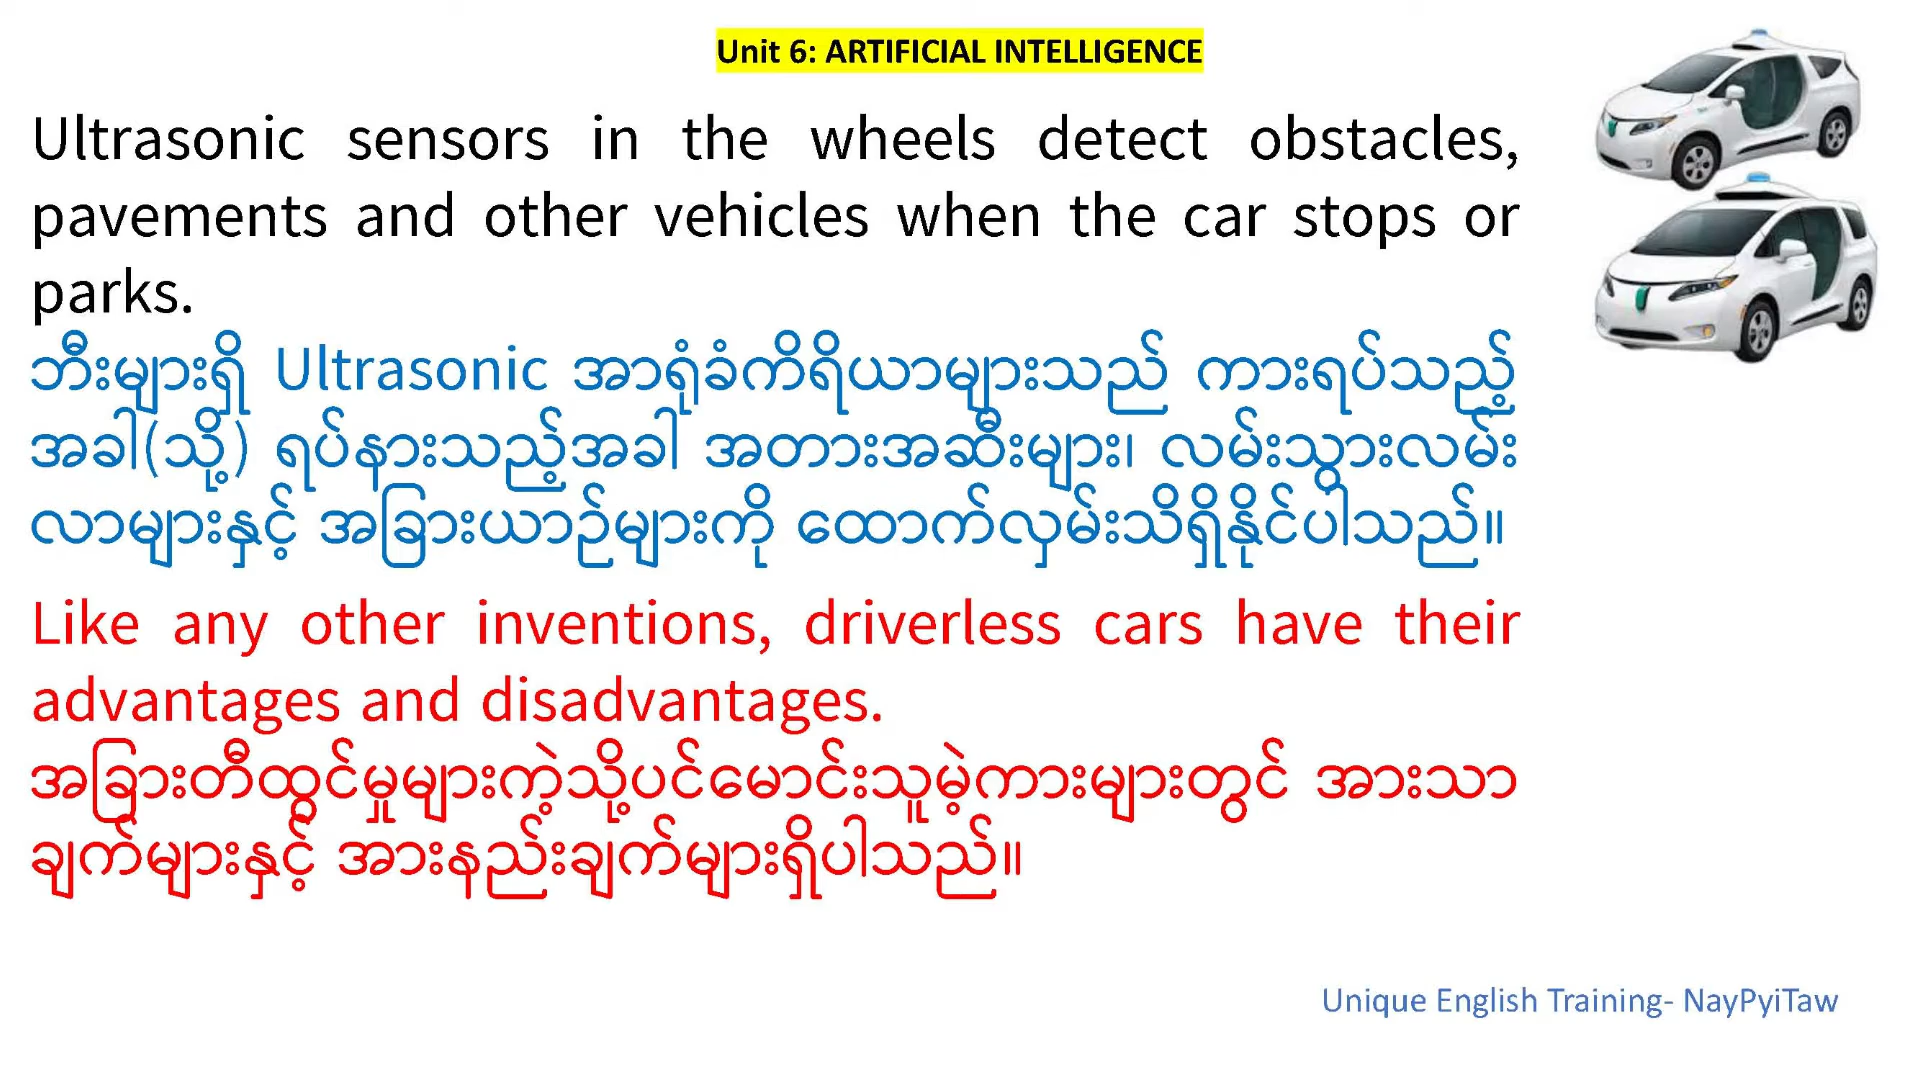 Unit 6: ARTIFICIAL INTELLIGENCE
Ultrasonic sensors in the wheels detect obstacles,
pavements and other vehicles when the car stops or
parks.
ဘီးများရှိ Ultrasonic အာရုံခံကိရိယာများသည် ကားရပ်သည့်
အခါ(သို့) ရပ်နားသည့်အခါ အတားအဆီးများ၊ လမ်းသွားလမ်း
လာများနှင့် အခြားယာဉ်များကို ထောက်လှမ်းသိရှိနိုင်ပါသည်။
Like any other inventions, driverless cars have their
advantages and disadvantages.
အခြားတီထွင်မှုများကဲ့သို့ပင်မောင်းသူမဲ့ကားများတွင် အားသာ
ချက်များနှင့် အားနည်းချက်များရှိပါသည်။
Unique English Training- NayPyiTaw